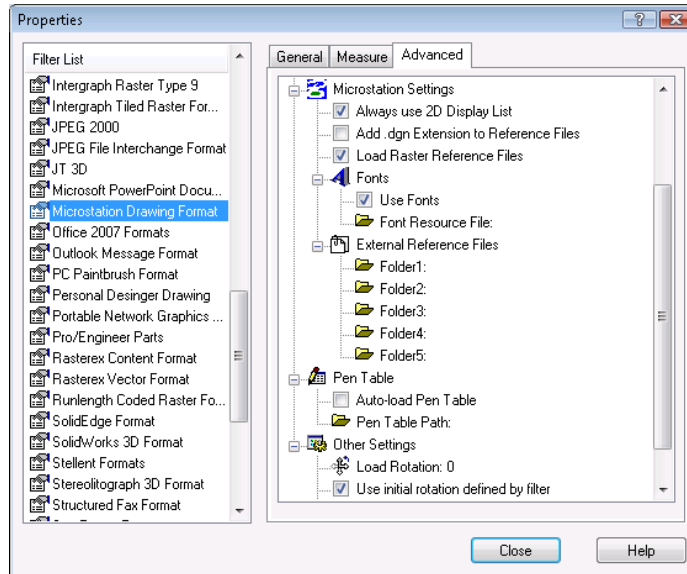 Properties
Filter List
Intergraph Raster Type 9
Intergraph Tiled Raster For...
JPEG 2000
JPEG File Interchange Format
JT 3D
Microsoft PowerPoint Docu...
Microstation Drawing Format
Office 2007 Formats
Outlook Message Format
PC Paintbrush Format
Personal Desinger Drawing
Portable Network Graphics ...
Pro/Engineer Parts
Rasterex Content Format
Rasterex Vector Format
Runlength Coded Raster Fo...
SolidEdge Format
SolidWorks 3D Format
Stellent Formats
Stereolitograph 3D Format
Structured Fax Format
General Measure Advanced
Microstation Settings
Always use 2D Display List
Add .dgn Extension to Reference Files
Load Raster Reference Files
Fonts
Use Fonts
Font Resource File:
External Reference Files
Folder1:
Folder2:
Folder3:
Folder4:
Folder5:
Pen Table
Auto-load Pen Table
Pen Table Path:
Other Settings
Load Rotation: 0
Use initial rotation defined by filter
Close Help